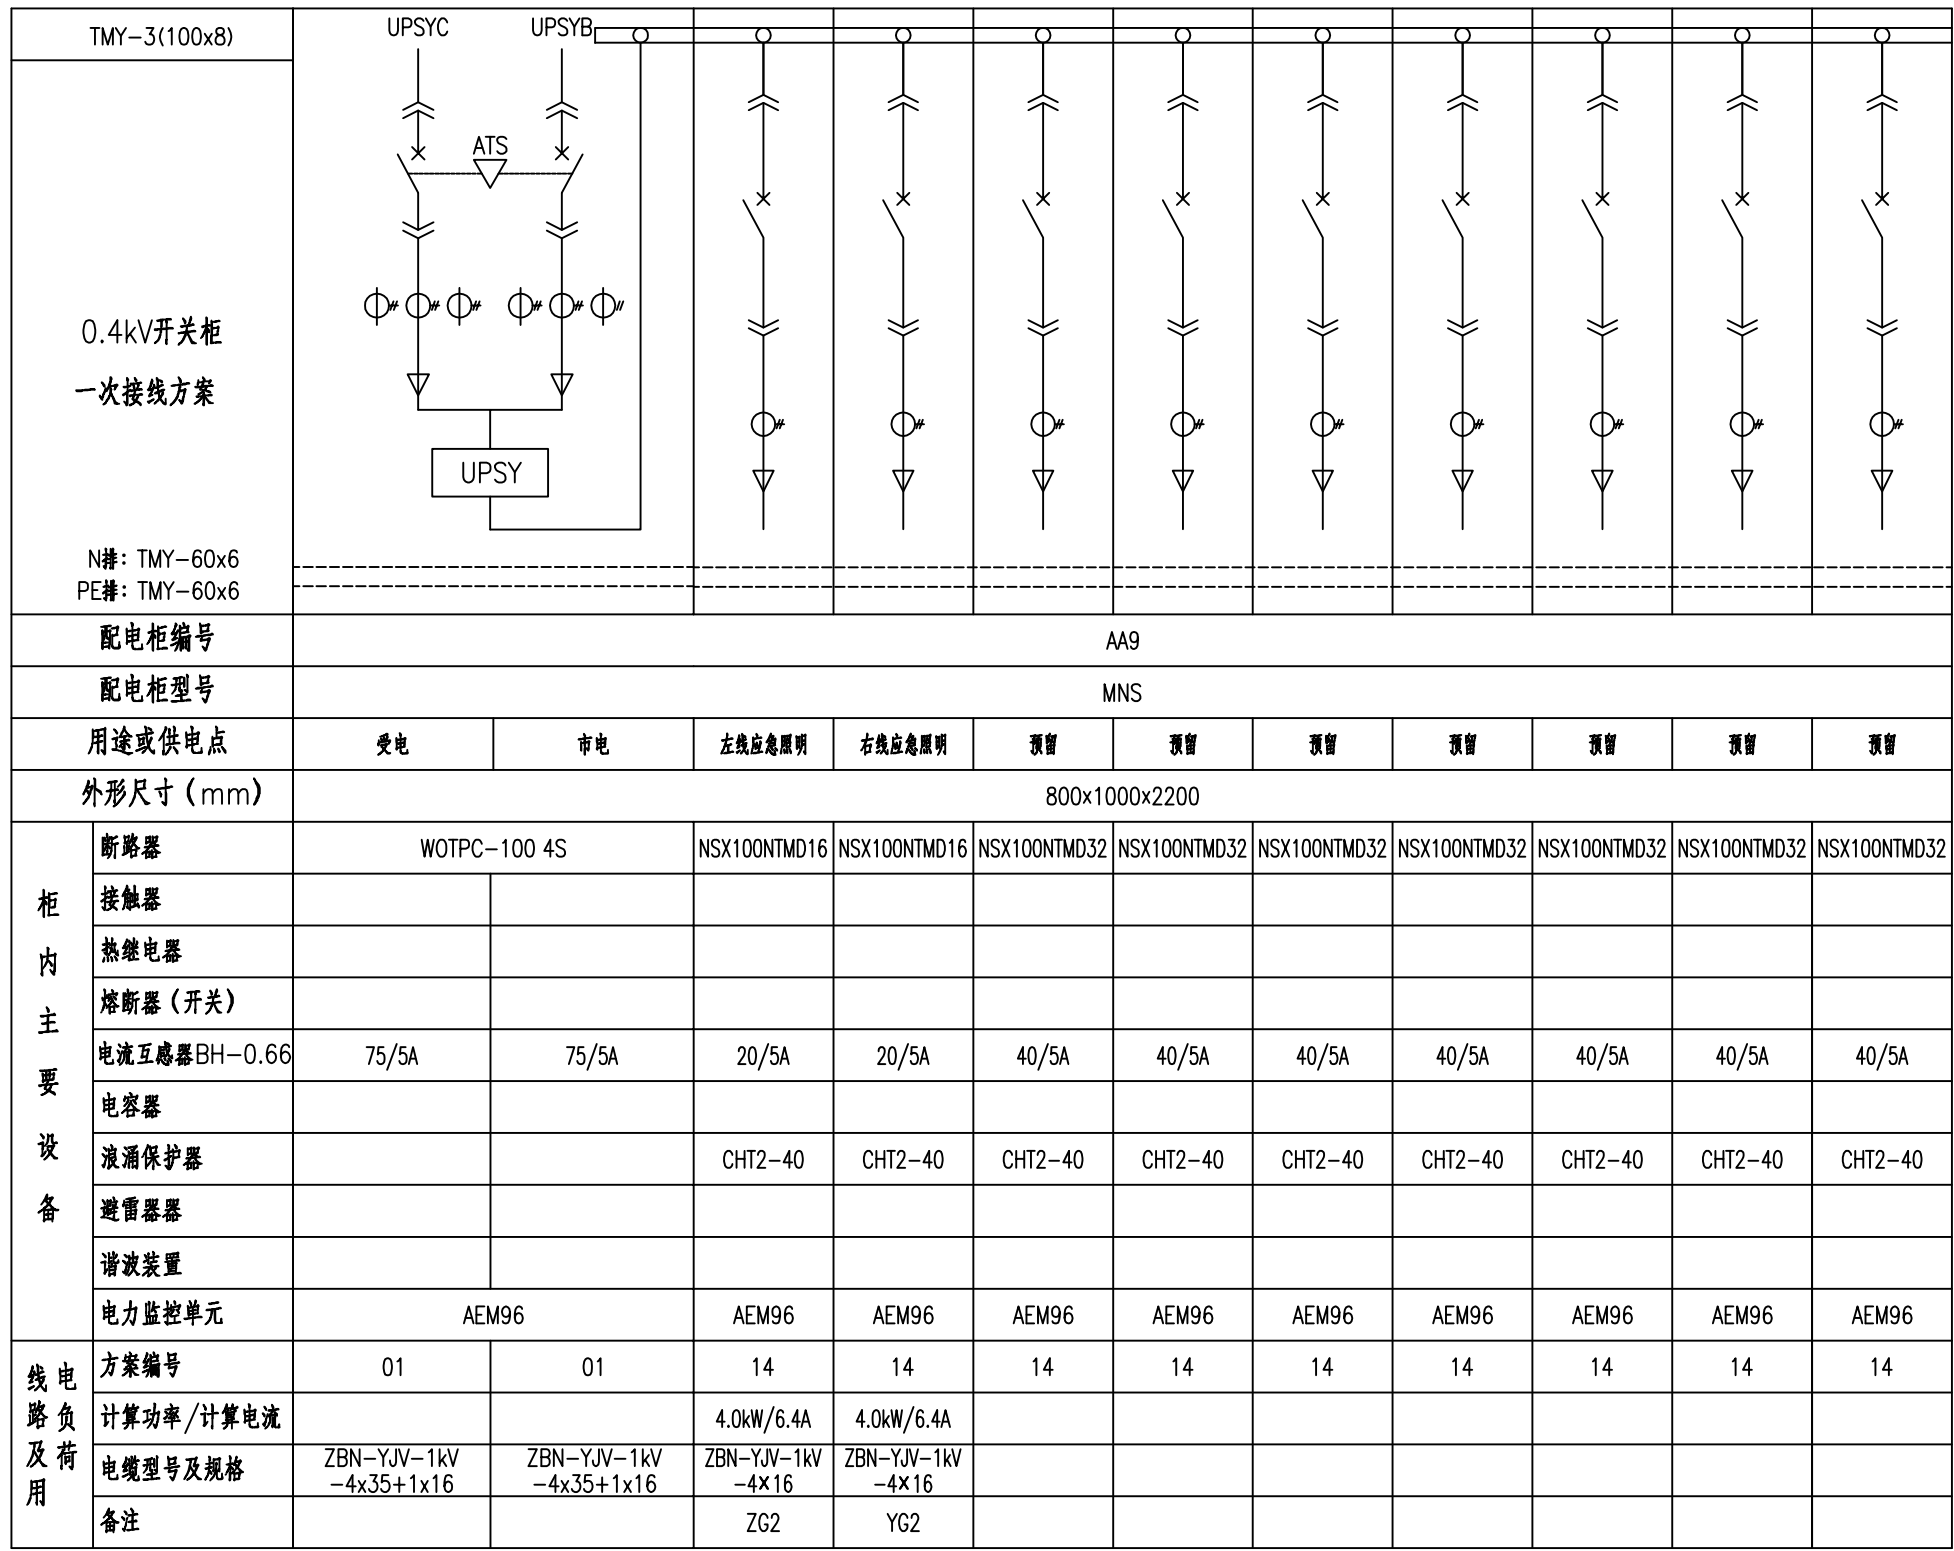 TMY-3(100x8)
UPSYC
UPSYB
ATS
UPSY
0.4kV开关柜
一次接线方案
N排: TMY-60x6
PE排: TMY-60x6
配电柜编号 AA9
配电柜型号 MNS
用途或供电点 受电 市电 左线应急照明 右线应急照明 预留 预留 预留 预留 预留 预留 预留
外形尺寸(mm) 800x1000x2200
柜内主要设备
断路器 WOTPC-100 4S NSX100NTMD16 NSX100NTMD16 NSX100NTMD32 NSX100NTMD32 NSX100NTMD32 NSX100NTMD32 NSX100NTMD32 NSX100NTMD32 NSX100NTMD32
接触器
热继电器
熔断器(开关)
电流互感器BH-0.66 75/5A 75/5A 20/5A 20/5A 40/5A 40/5A 40/5A 40/5A 40/5A 40/5A 40/5A
电容器
浪涌保护器 CHT2-40 CHT2-40 CHT2-40 CHT2-40 CHT2-40 CHT2-40 CHT2-40 CHT2-40 CHT2-40
避雷器器
谐波装置
电力监控单元 AEM96 AEM96 AEM96 AEM96 AEM96 AEM96 AEM96 AEM96 AEM96 AEM96
线路及用
电负荷
方案编号 01 01 14 14 14 14 14 14 14 14 14
计算功率/计算电流 4.0kW/6.4A 4.0kW/6.4A
电缆型号及规格 ZBN-YJV-1kV ZBN-YJV-1kV ZBN-YJV-1kV ZBN-YJV-1kV
-4x35+1x16 -4x35+1x16 -4x16 -4x16
备注 ZG2 YG2